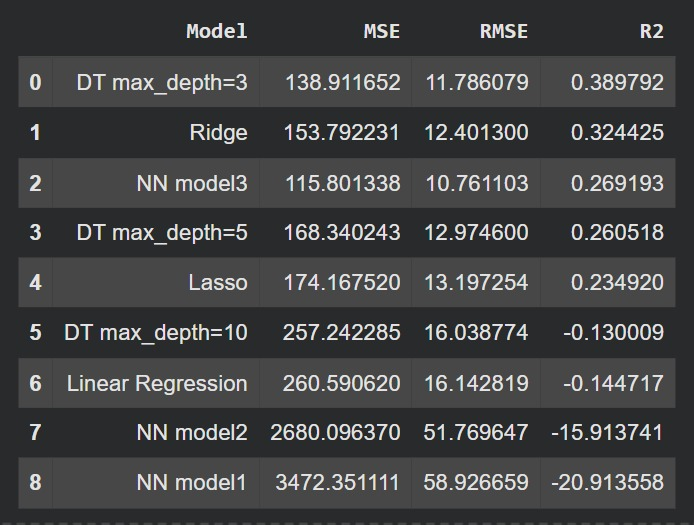 Model MSE RMSE R2
0 DT max_depth=3 138.911652 11.786079 0.389792
1 Ridge 153.792231 12.401300 0.324425
2 NN model3 115.801338 10.761103 0.269193
3 DT max_depth=5 168.340243 12.974600 0.260518
4 Lasso 174.167520 13.197254 0.234920
5 DT max_depth=10 257.242285 16.038774 -0.130009
6 Linear Regression 260.590620 16.142819 -0.144717
7 NN model2 2680.096370 51.769647 -15.913741
8 NN model1 3472.351111 58.926659 -20.913558